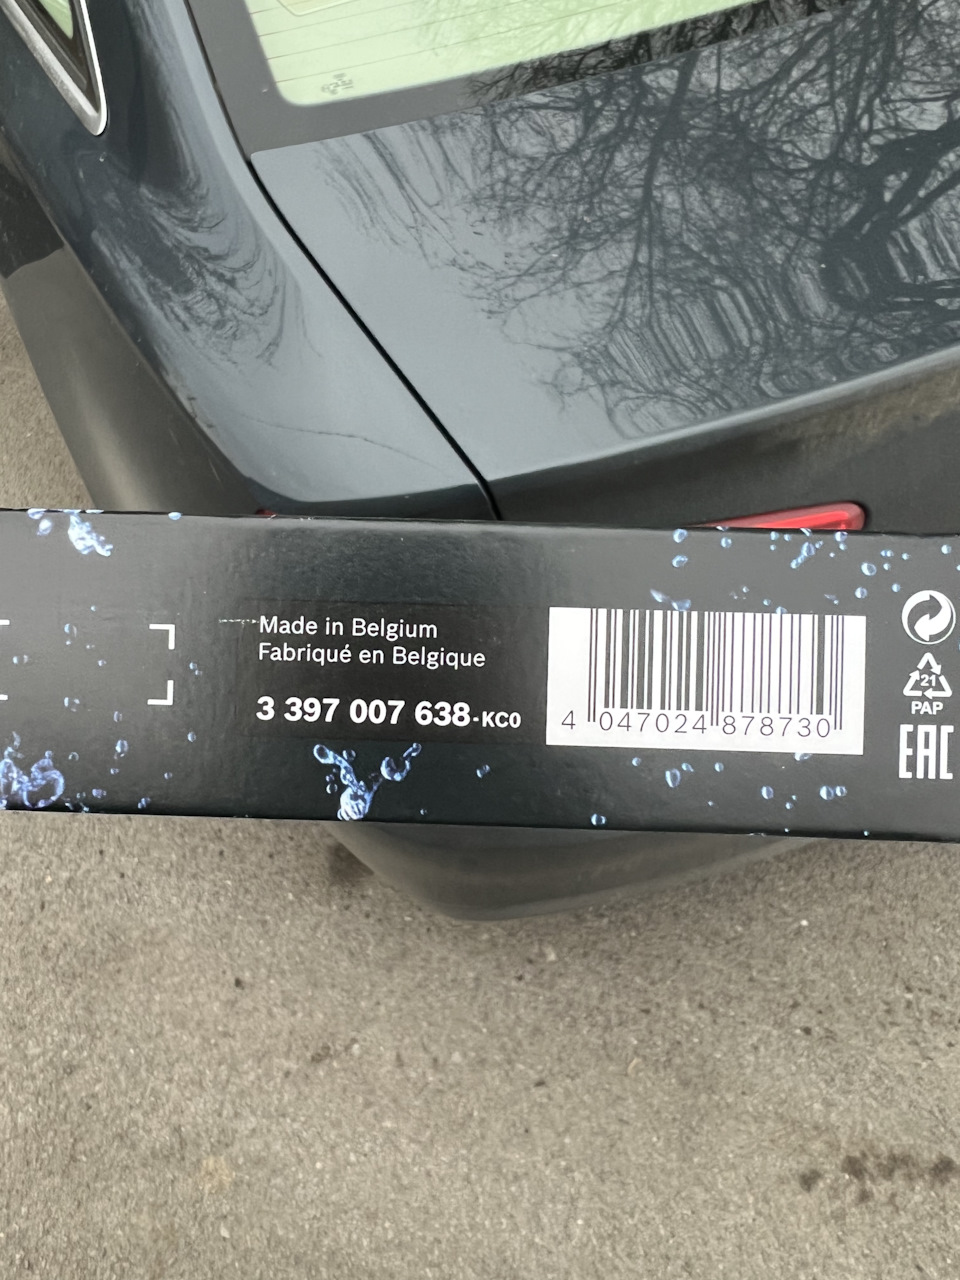 Made in Belgium
Fabriqué en Belgique
3 397 007 638-KC0
4 047024 878730
21
PAP
EAC